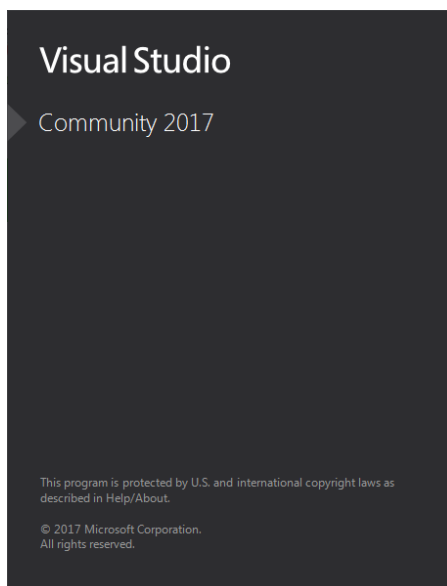 Visual Studio
Community 2017
This program is protected by U.S. and international copyright laws as
described in Help/About.
© 2017 Microsoft Corporation.
All rights reserved.